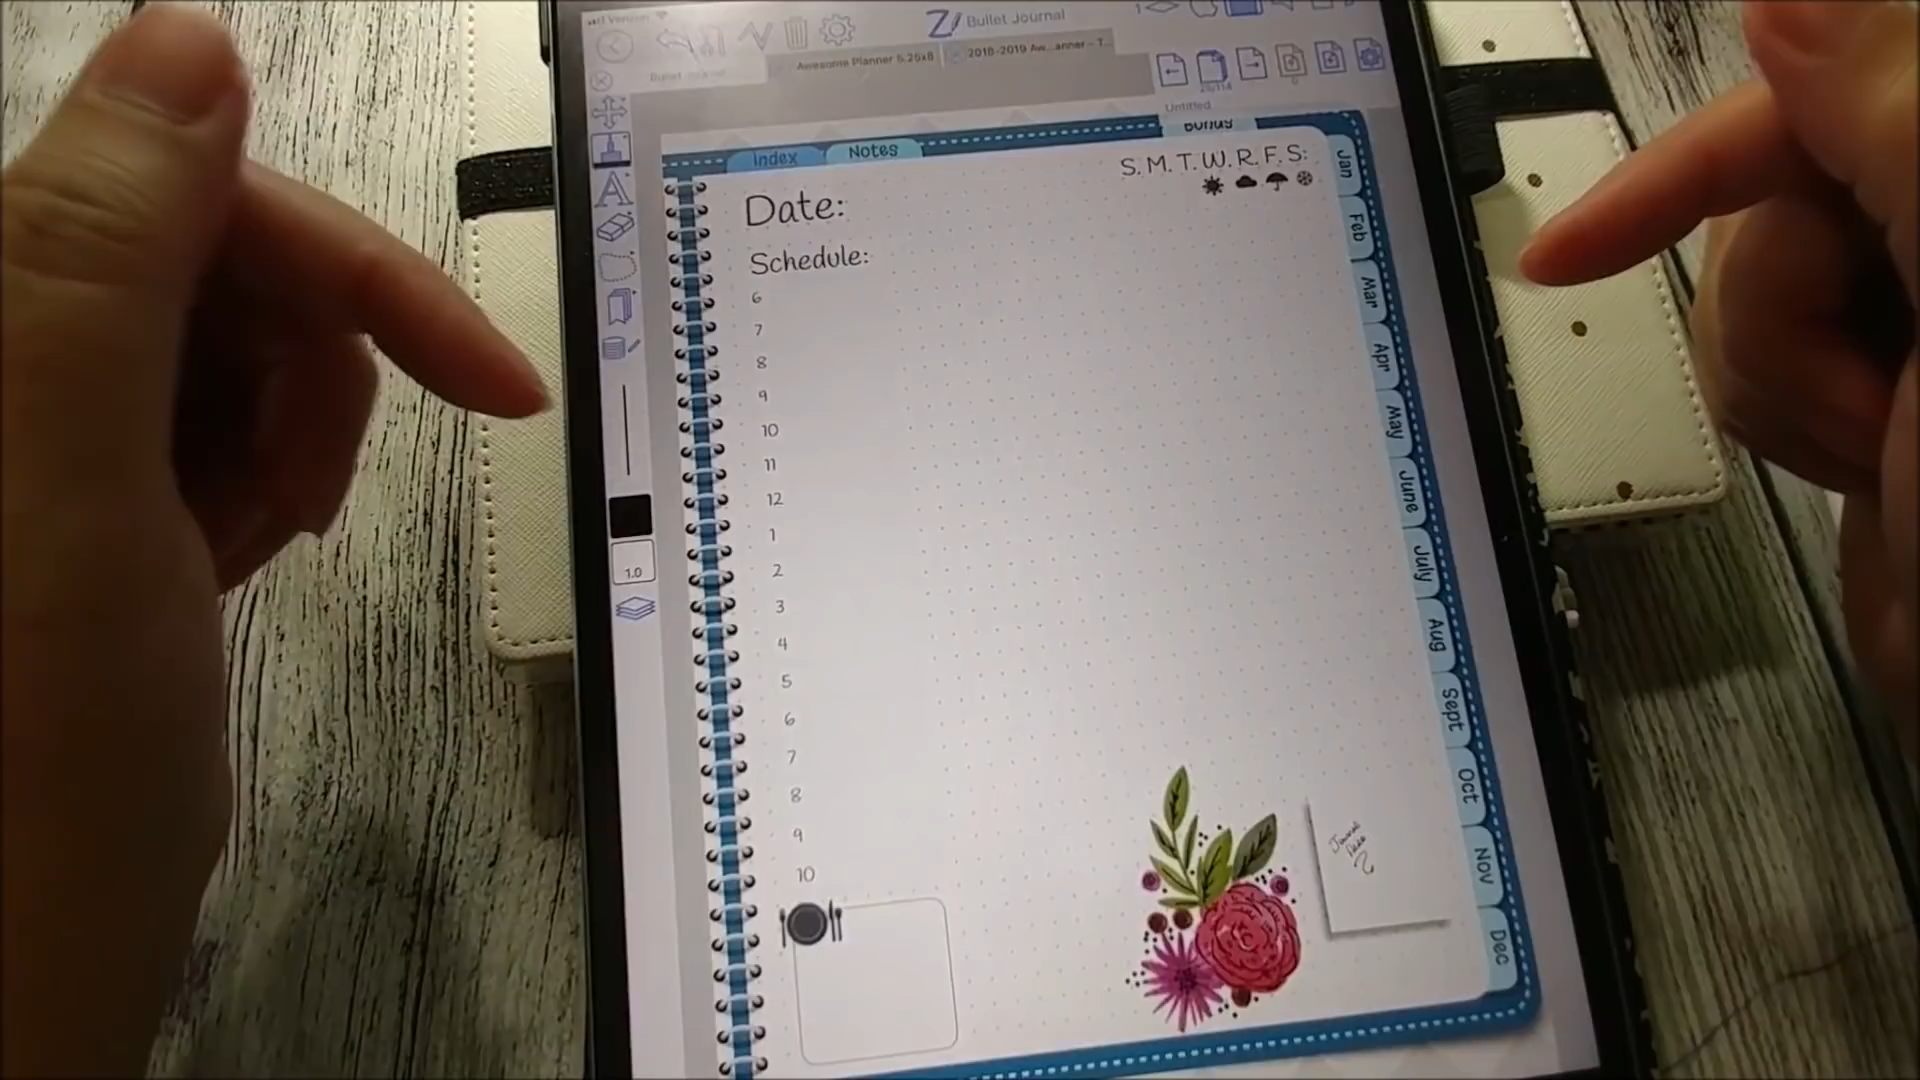 Verizon
Bullet Journal
Awesome Planner 5.25x8
2018-2019 Aw...anner - T...
Untitled
Index
Notes
Bonus
S. M. T. W. R. F. S:
Date:
Schedule:
6
7
8
9
10
11
12
1
2
3
4
5
6
7
8
9
10
1.0
Jan
Feb
Mar
Apr
May
June
July
Aug
Sept
Oct
Nov
Dec